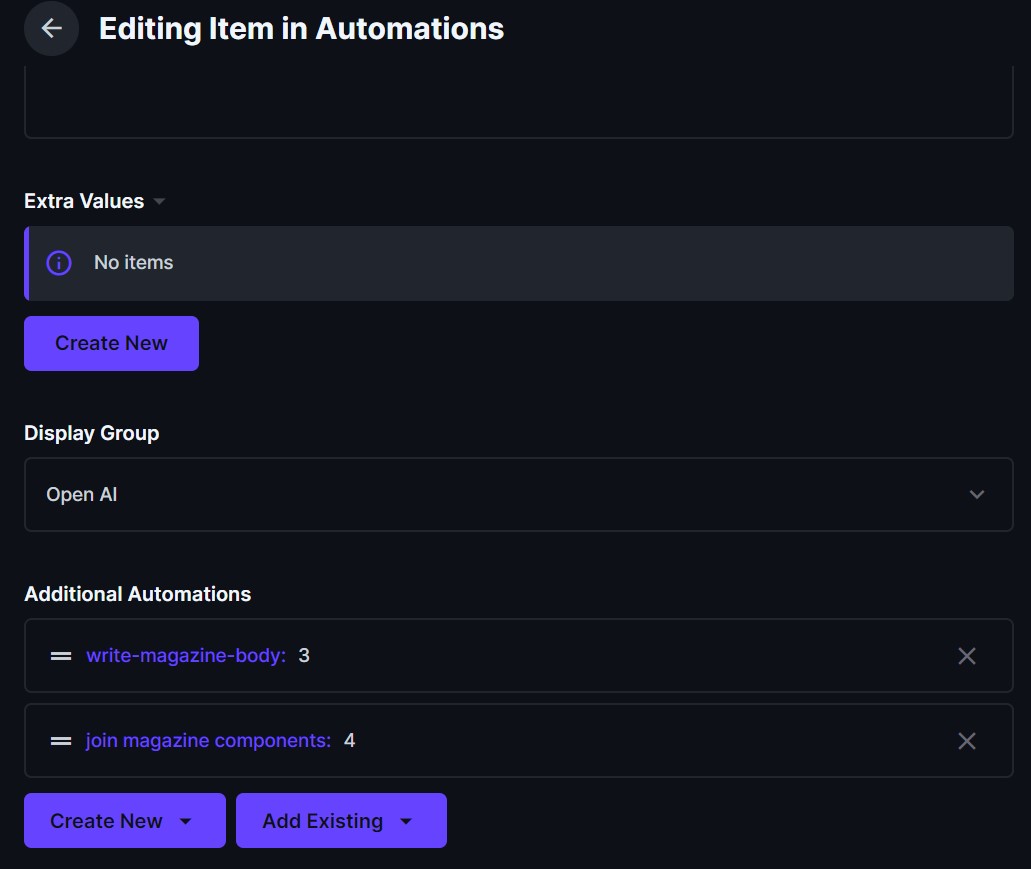 Editing Item in Automations
Extra Values
No items
Create New
Display Group
Open AI
Additional Automations
write-magazine-body: 3
join magazine components: 4
Create New
Add Existing